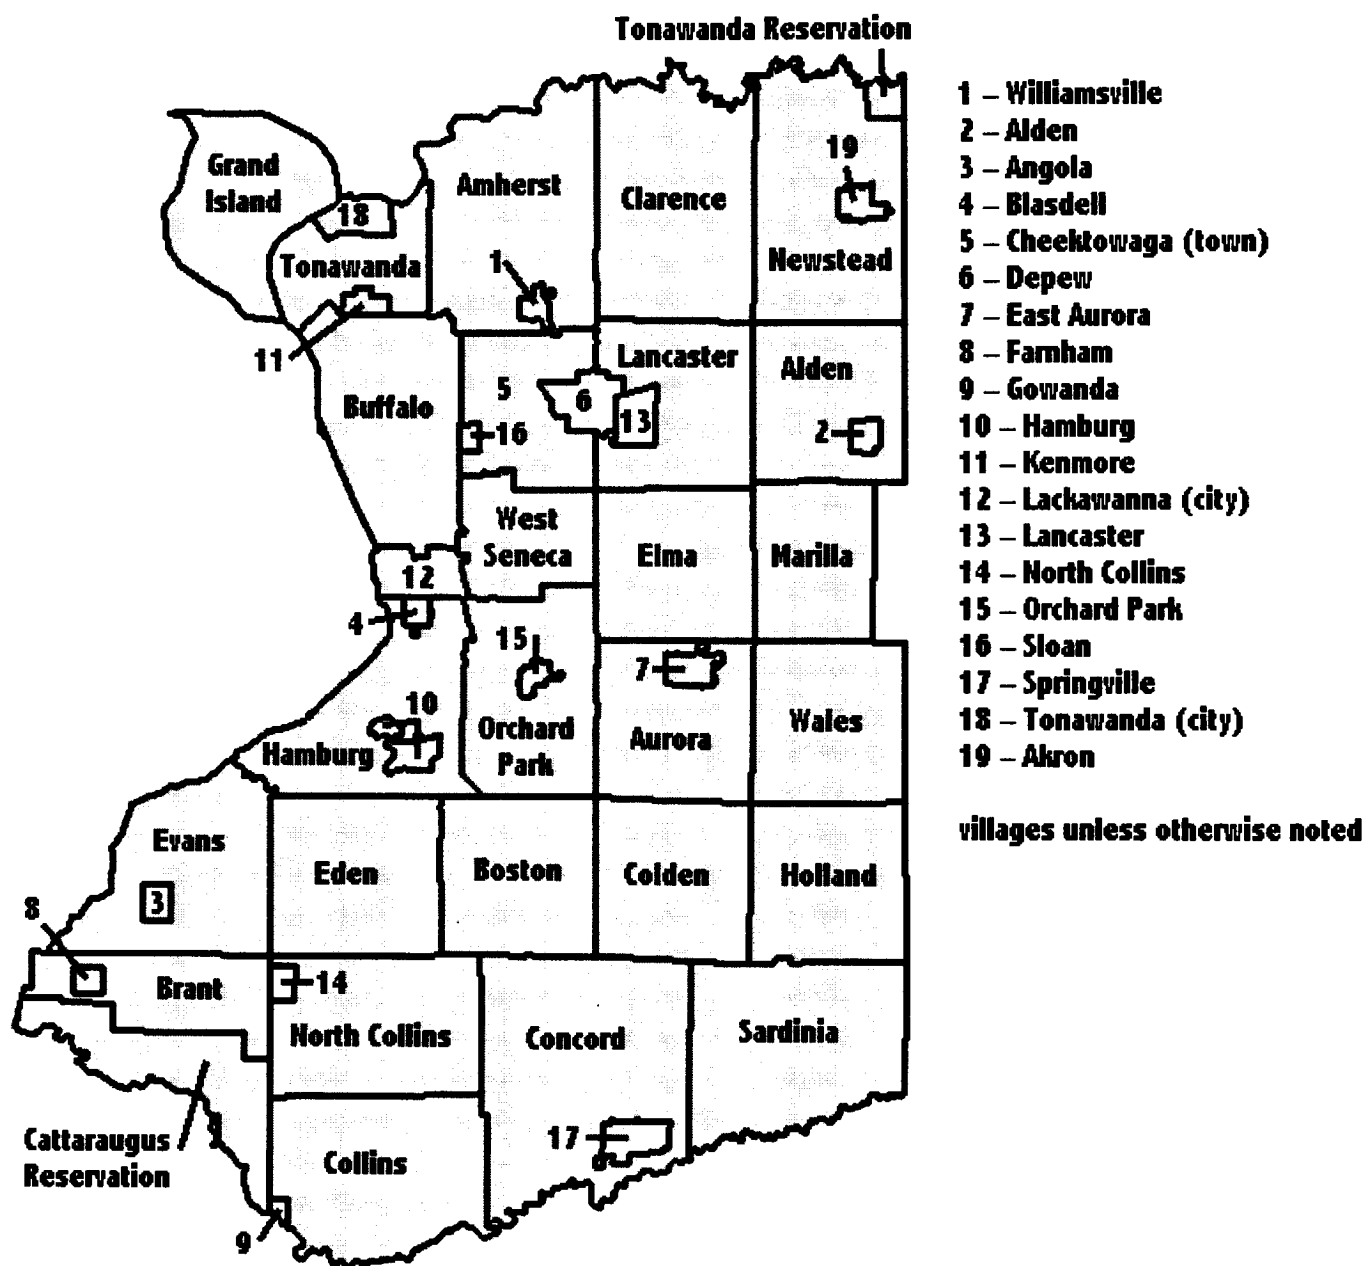 Tonawanda Reservation
1 – Williamsville
2 – Alden
3 – Angola
4 – Blasdell
5 – Cheektowaga (town)
6 – Depew
7 – East Aurora
8 – Farnham
9 – Gowanda
10 – Hamburg
11 – Kenmore
12 – Lackawanna (city)
13 – Lancaster
14 – North Collins
15 – Orchard Park
16 – Sloan
17 – Springville
18 – Tonawanda (city)
19 – Akron
villages unless otherwise noted
Grand
Island
18
Tonawanda
11
Amherst
1
Clarence
19
Newstead
Buffalo
5
16
6
Lancaster
13
Alden
2
West
Seneca
12
Elma
Marilla
4
15
10
Hamburg
Orchard
Park
7
Aurora
Wales
Evans
3
8
Eden
Boston
Colden
Holland
Brant
14
North Collins
Concord
Sardinia
Cattaraugus
Reservation
Collins
17
9